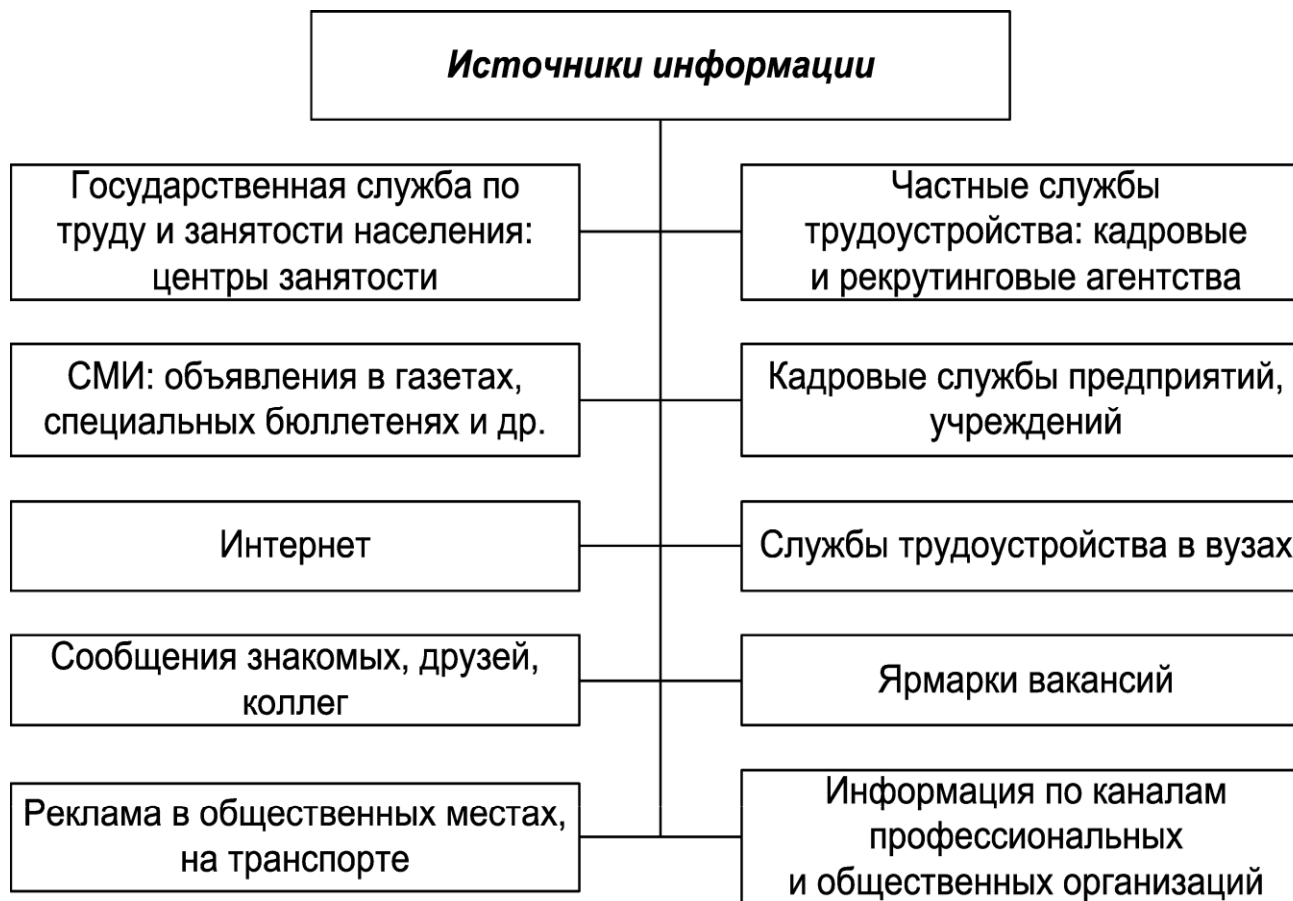 Источники информации
Государственная служба по
труду и занятости населения:
центры занятости
Частные службы
трудоустройства: кадровые
и рекрутинговые агентства
СМИ: объявления в газетах,
специальных бюллетенях и др.
Кадровые службы предприятий,
учреждений
Интернет
Службы трудоустройства в вузах
Сообщения знакомых, друзей,
коллег
Ярмарки вакансий
Реклама в общественных местах,
на транспорте
Информация по каналам
профессиональных
и общественных организаций